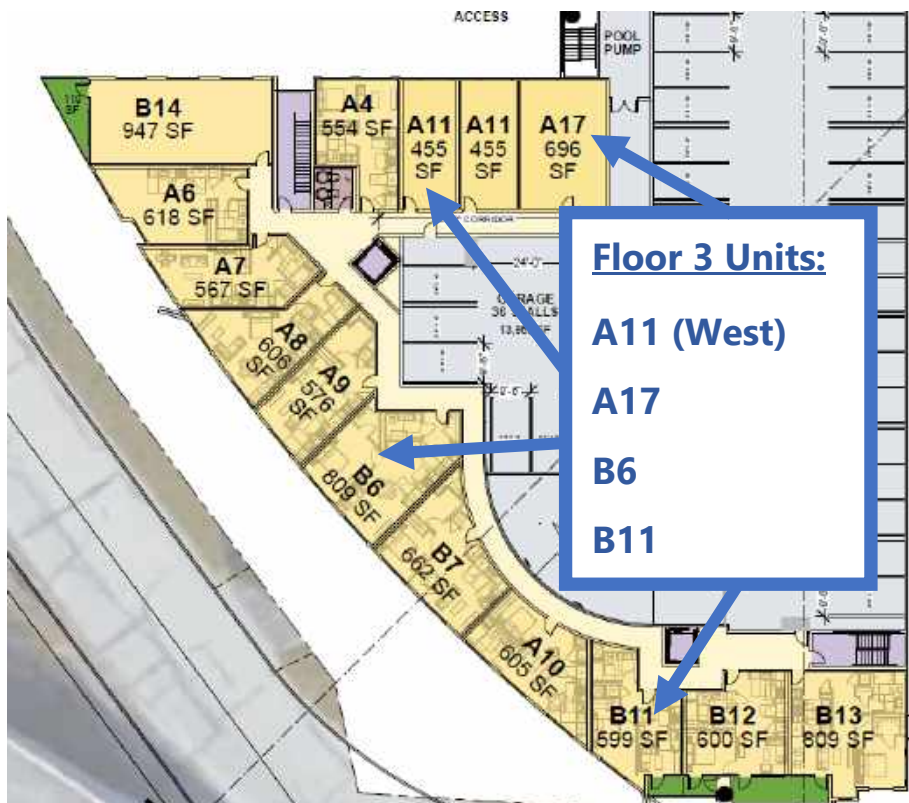 ACCESS
POOL
PUMP
B14
947 SF
A4
554 SF
A11
455
SF
A11
455
SF
A17
696
SF
A6
618 SF
CORRIDOR
A7
567 SF
24'-0"
GARAGE
A8
606
SF
A9
576
SF
B6
809 SF
B7
662 SF
A10
605 SF
B11
599 SF
B12
600 SF
B13
809 SF
Floor 3 Units:
A11 (West)
A17
B6
B11